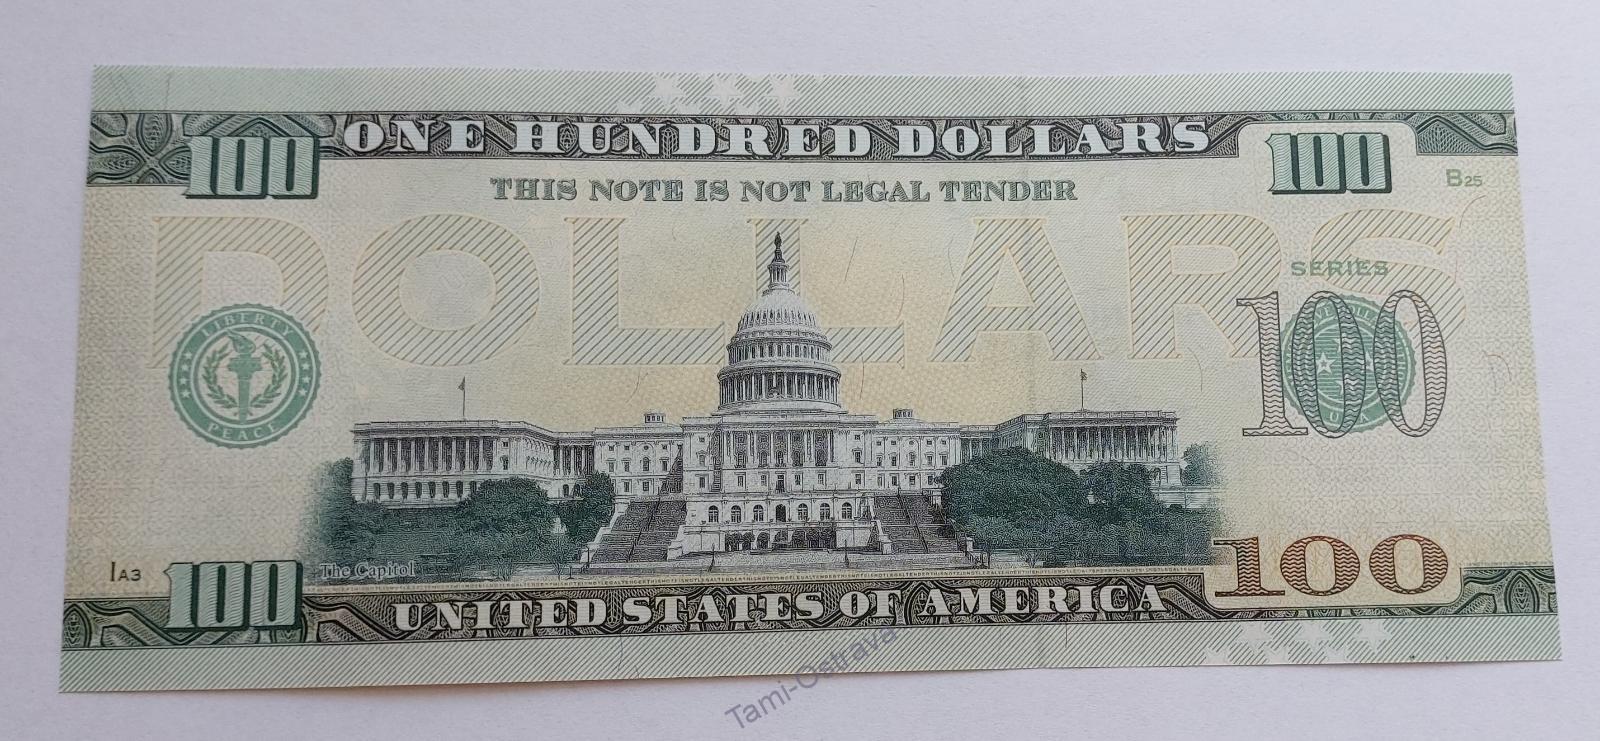 100 ONE HUNDRED DOLLARS 100
THIS NOTE IS NOT LEGAL TENDER
B25
DOLLARS
SERIES
100
LIBERTY
PEACE
USA
IA3
100
The Capitol
100
UNITED STATES OF AMERICA
Tami-Ostrava